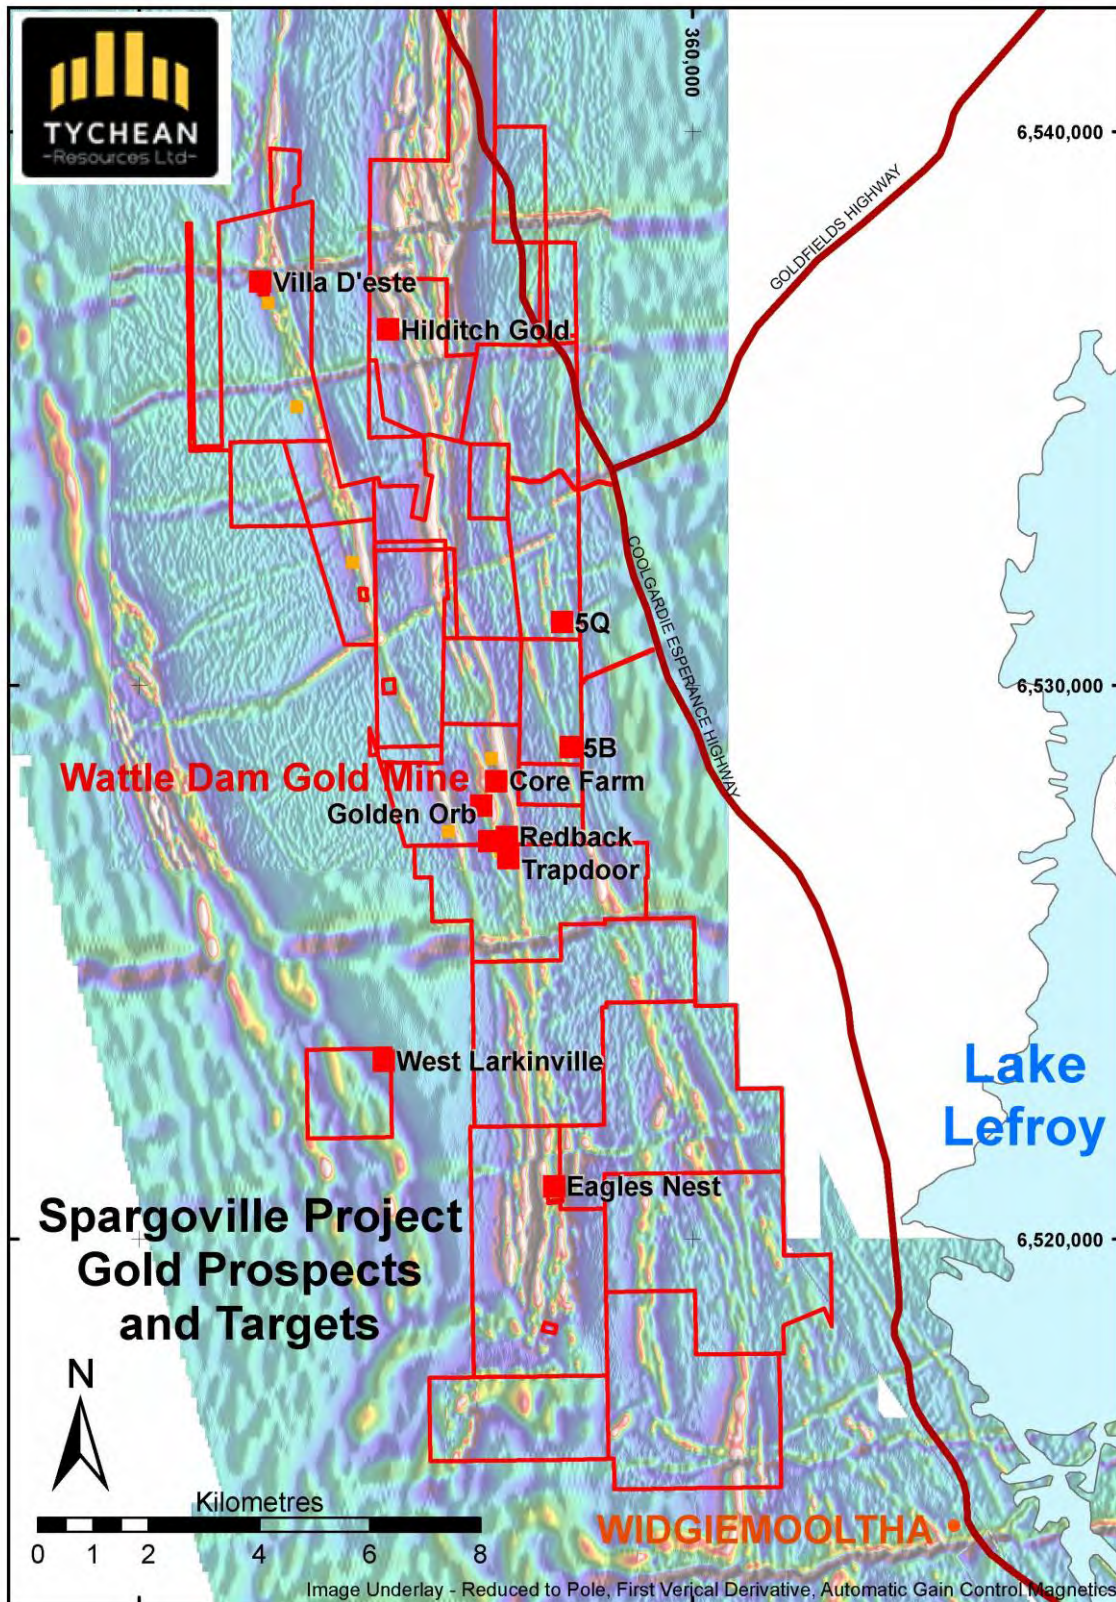 TYCHEAN
-Resources Ltd-
360,000
6,540,000
GOLDFIELDS HIGHWAY
Villa D'este
Hilditch Gold
COOLGARDIE ESPERANCE HIGHWAY
5Q
6,530,000
5B
Wattle Dam Gold Mine
Core Farm
Golden Orb
Redback
Trapdoor
West Larkinville
Lake
Lefroy
Eagles Nest
Spargoville Project
Gold Prospects
and Targets
6,520,000
N
Kilometres
0 1 2 4 6 8
WIDGIEMOOLTHA
Image Underlay - Reduced to Pole, First Verical Derivative, Automatic Gain Control Magnetics